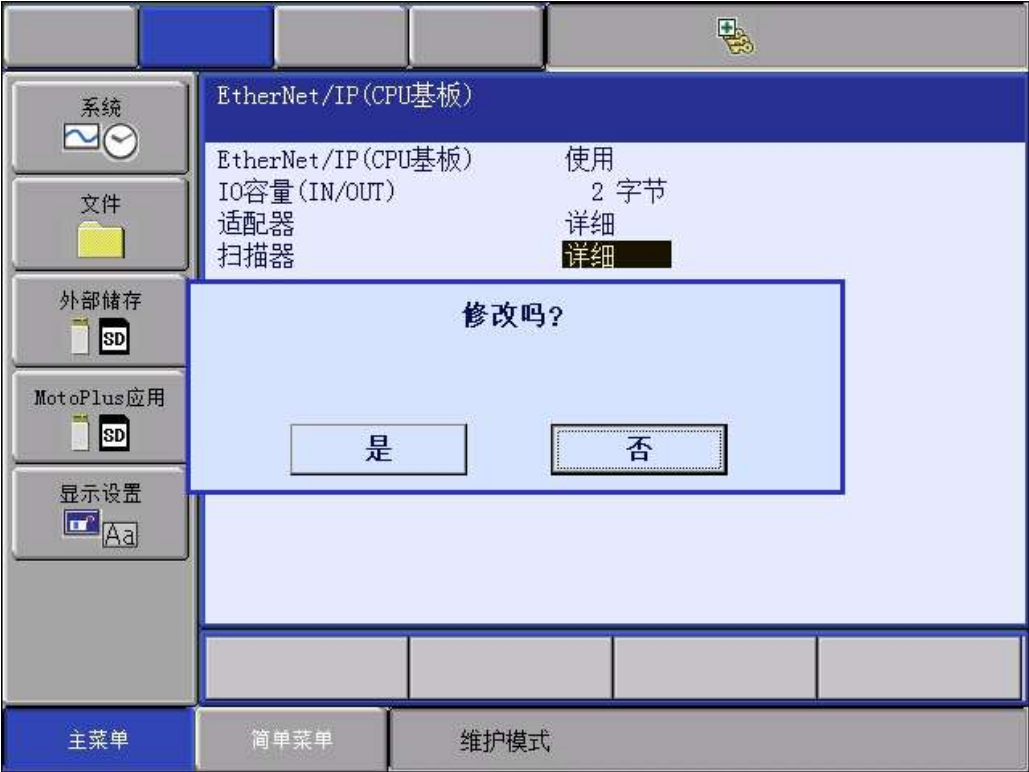 系统
文件
外部储存
SD
MotoPlus应用
SD
显示设置
Aa
EtherNet/IP(CPU基板)
EtherNet/IP(CPU基板) 使用
IO容量(IN/OUT) 2 字节
适配器 详细
扫描器 详细
修改吗?
是 否
主菜单 简单菜单 维护模式